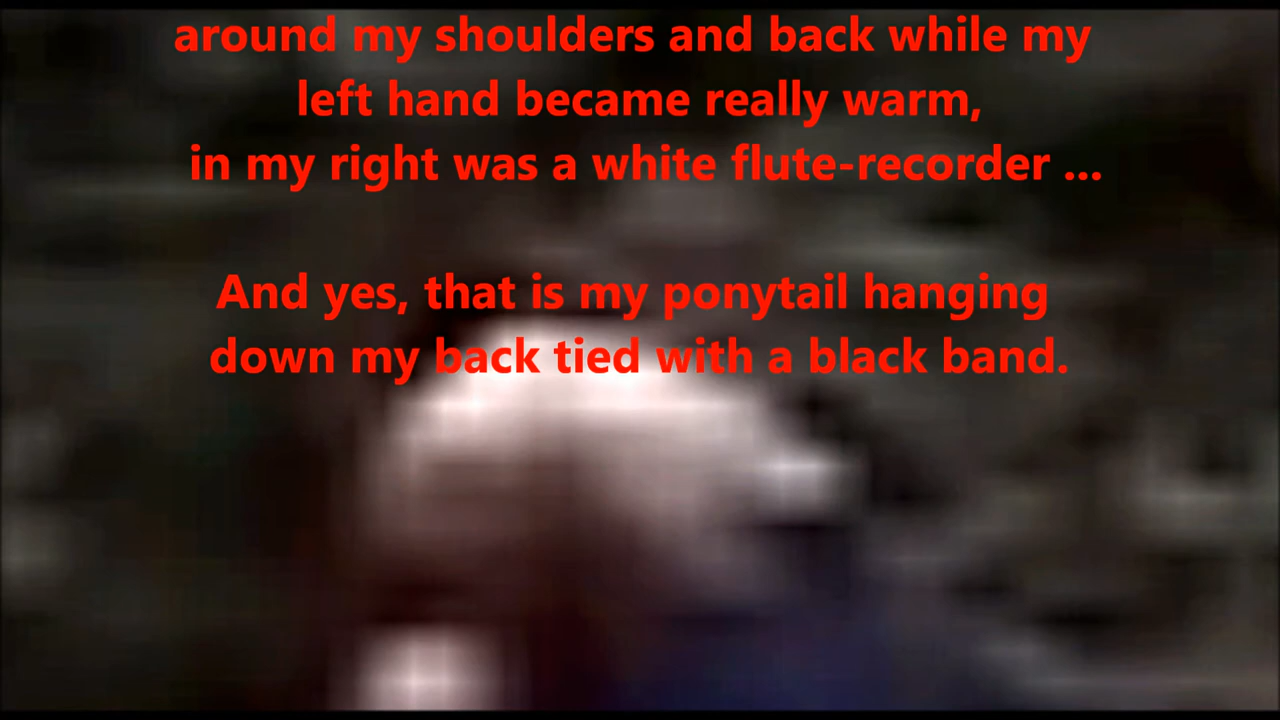 around my shoulders and back while my
left hand became really warm,
in my right was a white flute-recorder ...
And yes, that is my ponytail hanging
down my back tied with a black band.